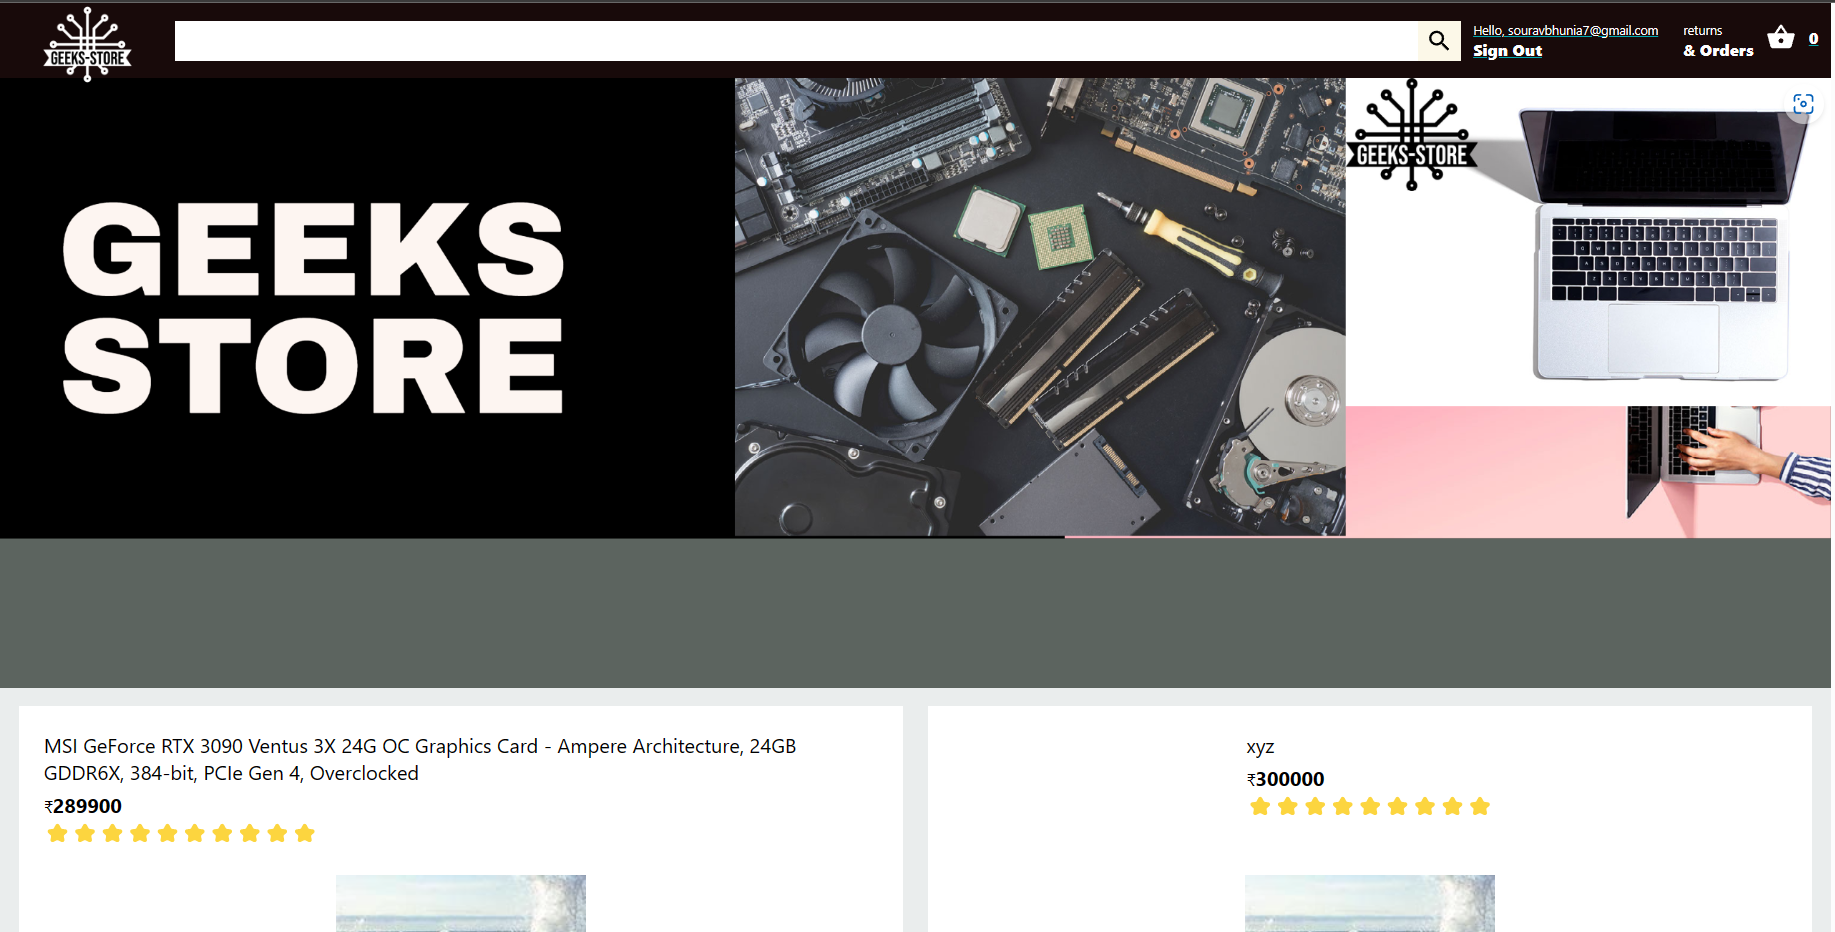 GEEKS-STORE
Hello, souravbhunia7@gmail.com
Sign Out
returns
& Orders
0
GEEKS
STORE
GEEKS-STORE
MSI GeForce RTX 3090 Ventus 3X 24G OC Graphics Card - Ampere Architecture, 24GB
GDDR6X, 384-bit, PCIe Gen 4, Overclocked
₹289900
xyz
₹300000